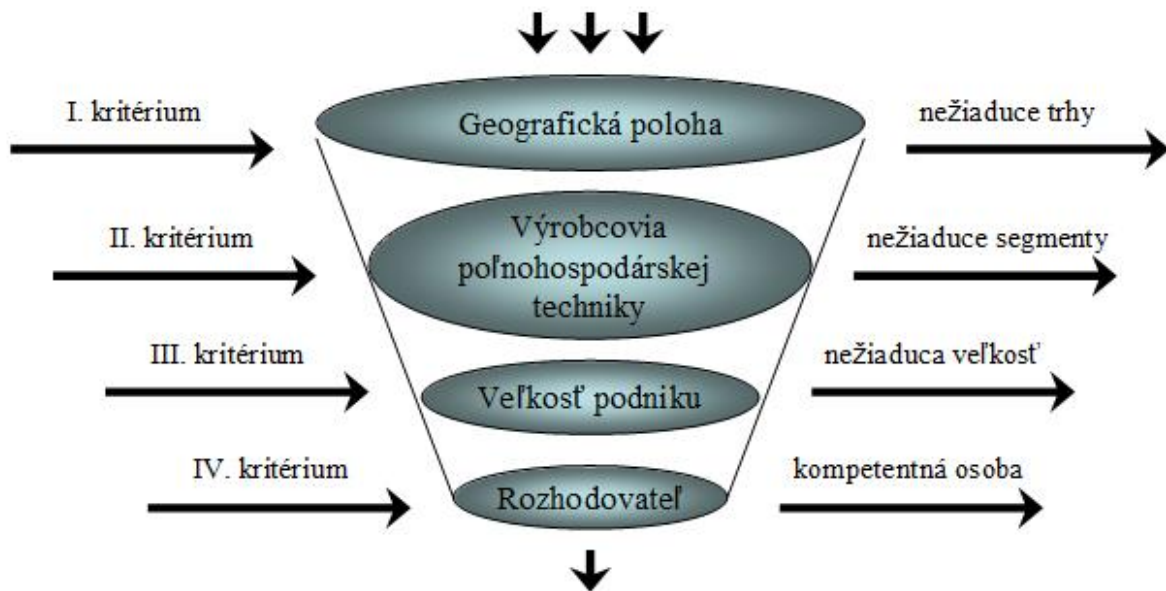 I. kritérium
Geografická poloha
nežiaduce trhy
II. kritérium
Výrobcovia
poľnohospodárskej
techniky
nežiaduce segmenty
III. kritérium
Veľkosť podniku
nežiaduca veľkosť
IV. kritérium
Rozhodovateľ
kompetentná osoba